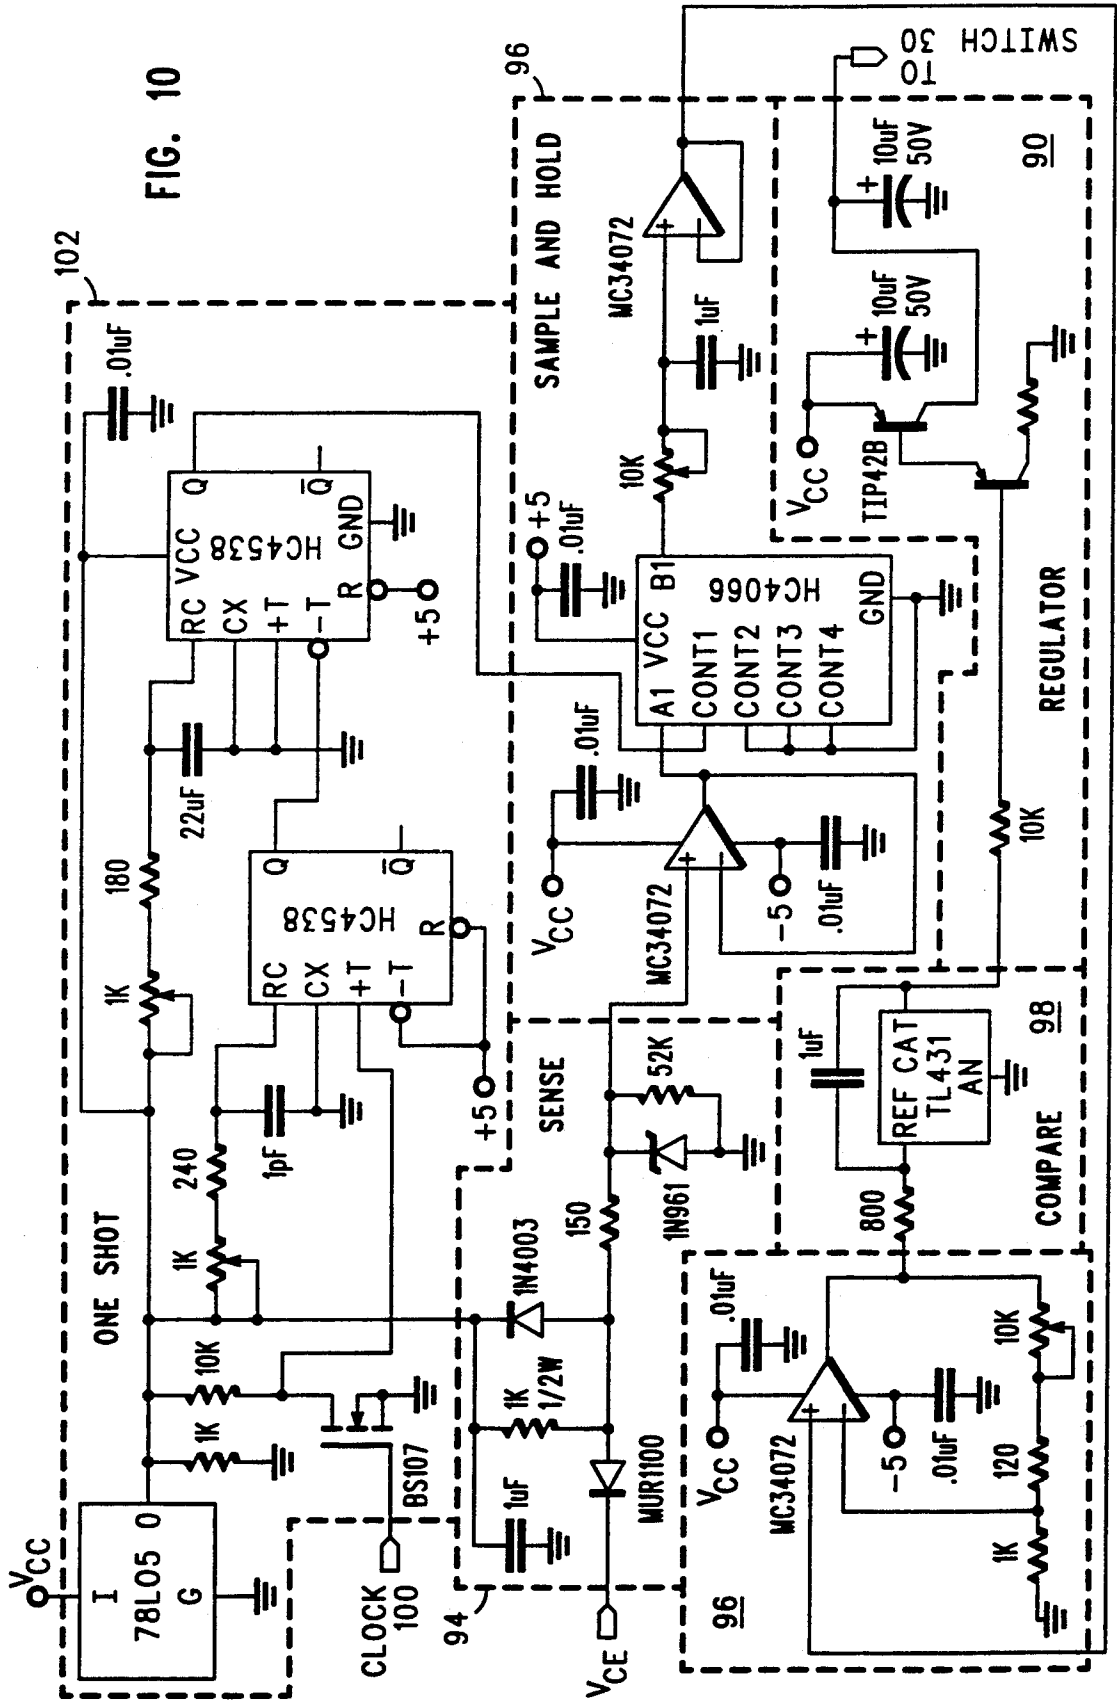 FIG. 10
102
ONE SHOT
VCC
I
O
78L05
G
1K
10K
BS107
CLOCK
100
1K
240
1pF
1K
180
22uF
.01uF
RC
CX
+T
-T
Q
Q̅
R
HC4538
+5
RC
VCC
CX
+T
-T
Q
Q̅
R
GND
HC4538
+5
94
SENSE
VCE
MUR1100
1uF
1K
1/2W
1N4003
150
1N961
52K
96
SAMPLE AND HOLD
VCC
.01uF
MC34072
+
-
-5
.01uF
+5
.01uF
A1
VCC
B1
CONT1
CONT2
CONT3
CONT4
GND
HC4066
10K
1uF
MC34072
+
-
96
VCC
.01uF
MC34072
+
-
-5
.01uF
1K
120
10K
COMPARE
98
800
1uF
REF CAT
TL431
AN
REGULATOR
90
10K
VCC
TIP42B
+
10uF
50V
+
10uF
50V
TO
SWITCH
30